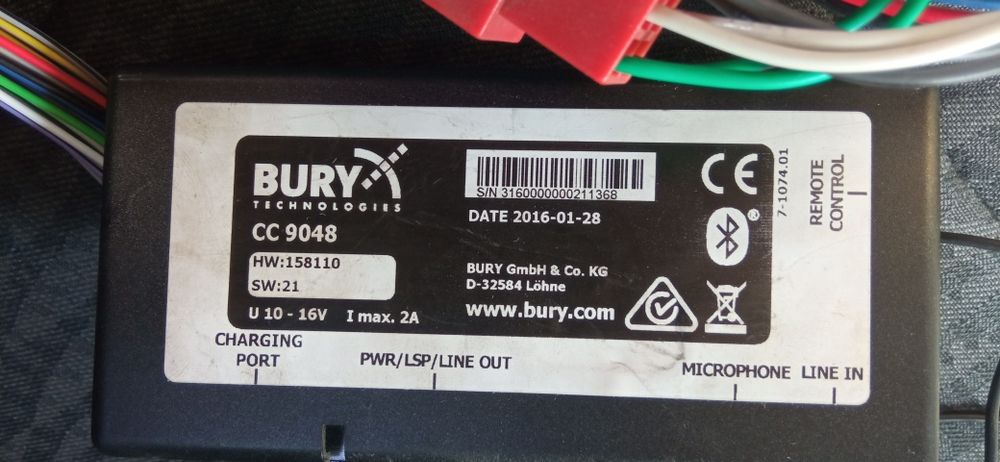 BURY
TECHNOLOGIES
CC 9048
HW:158110
SW:21
U 10 - 16V I max. 2A
S/N 3160000000211368
DATE 2016-01-28
BURY GmbH & Co. KG
D-32584 Löhne
www.bury.com
CE
®
7-1074.01
REMOTE
CONTROL
CHARGING
PORT
PWR/LSP/LINE OUT
MICROPHONE
LINE IN